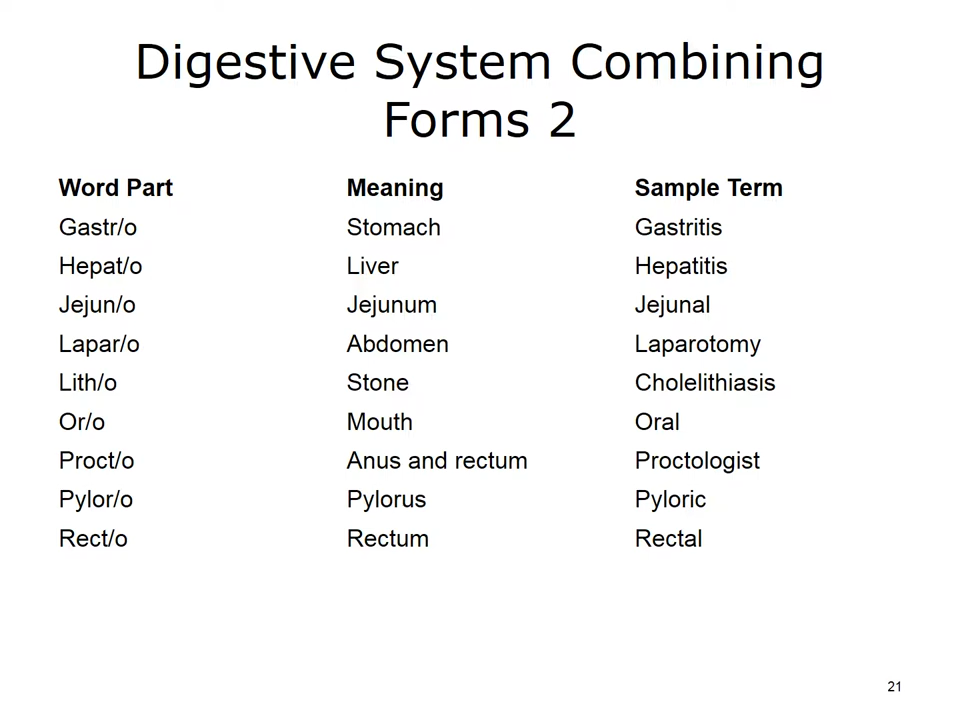 Digestive System Combining
Forms 2
Word Part Meaning Sample Term
Gastr/o Stomach Gastritis
Hepat/o Liver Hepatitis
Jejun/o Jejunum Jejunal
Lapar/o Abdomen Laparotomy
Lith/o Stone Cholelithiasis
Or/o Mouth Oral
Proct/o Anus and rectum Proctologist
Pylor/o Pylorus Pyloric
Rect/o Rectum Rectal
21